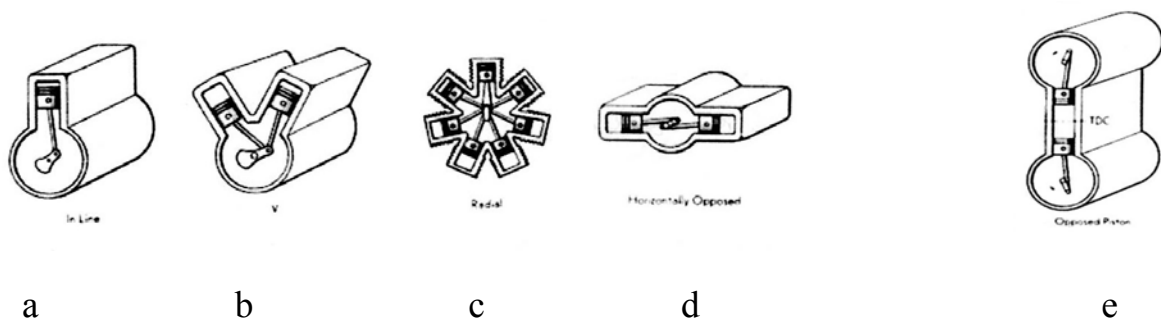 TDC
In Line
V
Radial
Horizontally Opposed
Opposed Piston
a b c d e